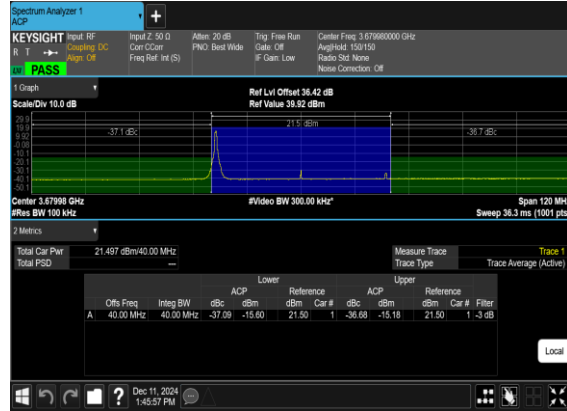 Spectrum Analyzer 1
ACP
+
KEYSIGHT Input: RF Input Z: 50 Ω Atten: 20 dB Trig: Free Run Center Freq: 3.679980000 GHz
R T Coupling: DC Corr CCorr PNO: Best Wide Gate: Off Avg|Hold: 150/150
Align: Off Freq Ref: Int (S) IF Gain: Low Radio Std: None
LW PASS Noise Correction: Off
1 Graph Ref Lvl Offset 36.42 dB
Scale/Div 10.0 dB Ref Value 39.92 dBm
29.9
19.9 21.5 dBm
9.92 -37.1 dBc -36.7 dBc
-0.08
-10.1
-20.1
-30.1
-40.1
-50.1
Center 3.67998 GHz #Video BW 300.00 kHz* Span 120 MH
#Res BW 100 kHz Sweep 36.3 ms (1001 pts
2 Metrics
Total Car Pwr 21.497 dBm/40.00 MHz Measure Trace Trace 1
Total PSD --- Trace Type Trace Average (Active)
Lower Upper
ACP Reference ACP Reference
Offs Freq Integ BW dBc dBm dBm Car # dBc dBm dBm Car # Filter
A 40.00 MHz 40.00 MHz -37.09 -15.60 21.50 1 -36.68 -15.18 21.50 1 -3 dB
Local
? Dec 11, 2024
1:45:57 PM